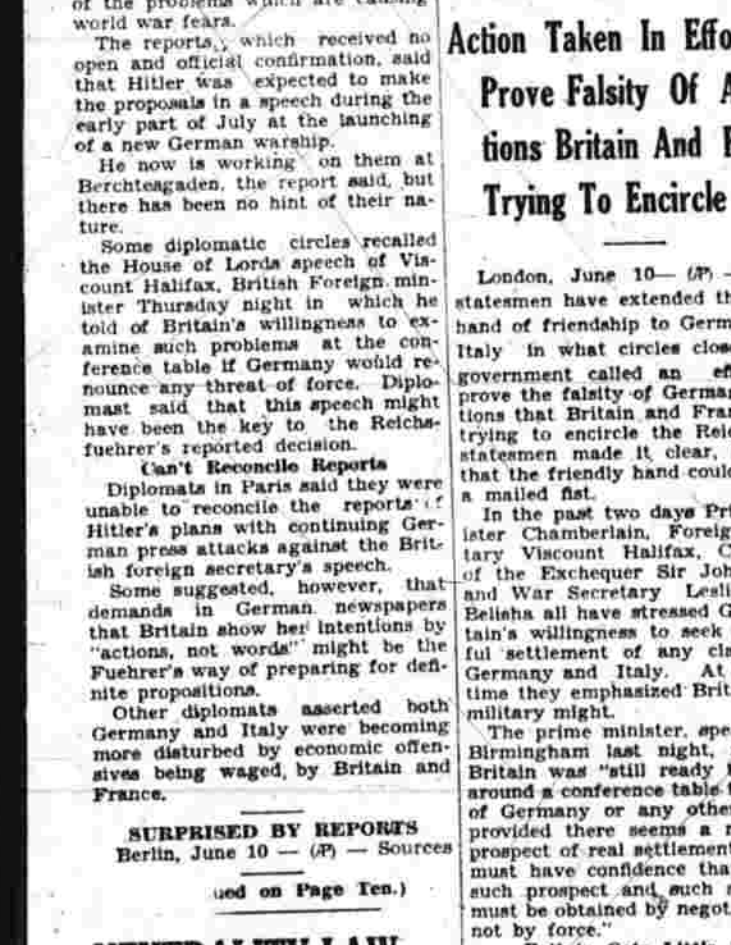 of the problems which are causing
world war fears.
The reports, which received no
open and official confirmation, said
that Hitler was expected to make
the proposals in a speech during the
early part of July at the launching
of a new German warship.
He now is working on them at
Berchtesgaden, the report said, but
there has been no hint of their na-
ture.
Some diplomatic circles recalled
the House of Lords speech of Vis-
count Halifax, British Foreign min-
ister Thursday night in which he
told of Britain's willingness to ex-
amine such problems at the con-
ference table if Germany would re-
nounce any threat of force. Diplo-
mast said that this speech might
have been the key to the Reichs-
fuehrer's reported decision.
Can't Reconcile Reports
Diplomats in Paris said they were
unable to reconcile the reports of
Hitler's plans with continuing Ger-
man press attacks against the Brit-
ish foreign secretary's speech.
Some suggested, however, that
demands in German newspapers
that Britain show her intentions by
"actions, not words" might be the
Fuehrer's way of preparing for defi-
nite propositions.
Other diplomats asserted both
Germany and Italy were becoming
more disturbed by economic offen-
sives being waged by Britain and
France.
SURPRISED BY REPORTS
Berlin, June 10 — (AP) — Sources
ued on Page Ten.)
Action Taken In Effo
Prove Falsity Of A
tions Britain And F
Trying To Encircle
London, June 10— (AP) —
statesmen have extended th
hand of friendship to Germ
Italy in what circles close
government called an eff
prove the falsity of German
tions that Britain and Fran
trying to encircle the Reic
statesmen made it clear,
that the friendly hand could
a mailed fist.
In the past two days Pri
ister Chamberlain, Foreig
tary Viscount Halifax, C
of the Exchequer Sir Joh
and War Secretary Lesli
Belisha all have stressed G
tain's willingness to seek
ful settlement of any cla
Germany and Italy. At
time they emphasized Brit
military might.
The prime minister, spe
Birmingham last night,
Britain was "still ready t
around a conference table
of Germany or any othe
provided there seems a r
prospect of real settlement
must have confidence tha
such prospect and such s
must be obtained by negot
not by force."